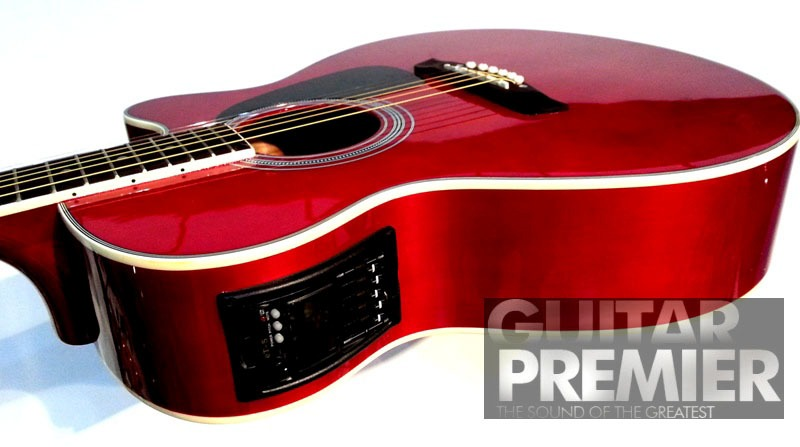 GUITAR
PREMIER
THE SOUND OF THE GREATEST